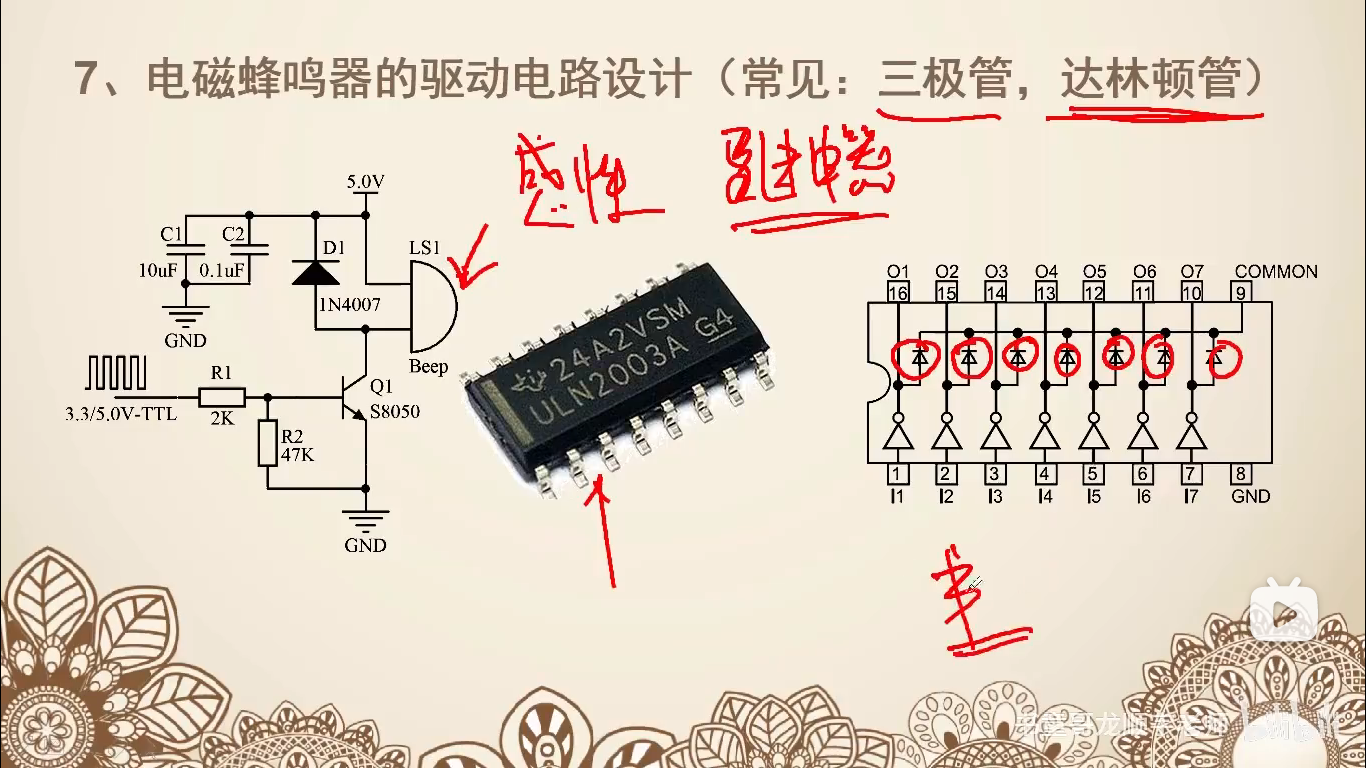 7、电磁蜂鸣器的驱动电路设计（常见：三极管，达林顿管）
感性
继电器
5.0V
C1
C2
D1
LS1
10uF
0.1uF
1N4007
GND
Beep
R1
Q1
3.3/5.0V-TTL
2K
S8050
R2
47K
GND
24A2VSM
ULN2003A G4
O1 O2 O3 O4 O5 O6 O7 COMMON
16 15 14 13 12 11 10 9
1 2 3 4 5 6 7 8
I1 I2 I3 I4 I5 I6 I7 GND